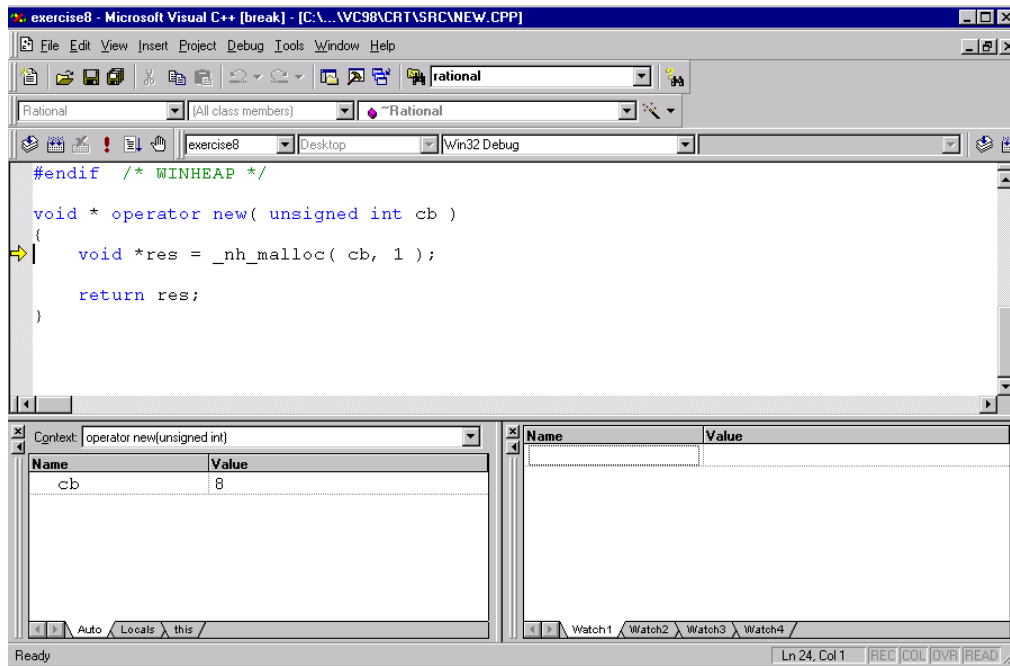 exercise8 - Microsoft Visual C++ [break] - [C:\...\VC98\CRT\SRC\NEW.CPP]
File Edit View Insert Project Debug Tools Window Help
rational
Rational (All class members) ~Rational
exercise8 Desktop Win32 Debug
#endif /* WINHEAP */
void * operator new( unsigned int cb )
{
void *res = _nh_malloc( cb, 1 );
return res;
}
Context: operator new(unsigned int)
Name Value
cb 8
Auto Locals this
Name Value
Watch1 Watch2 Watch3 Watch4
Ready Ln 24, Col 1 REC COL OVR READ